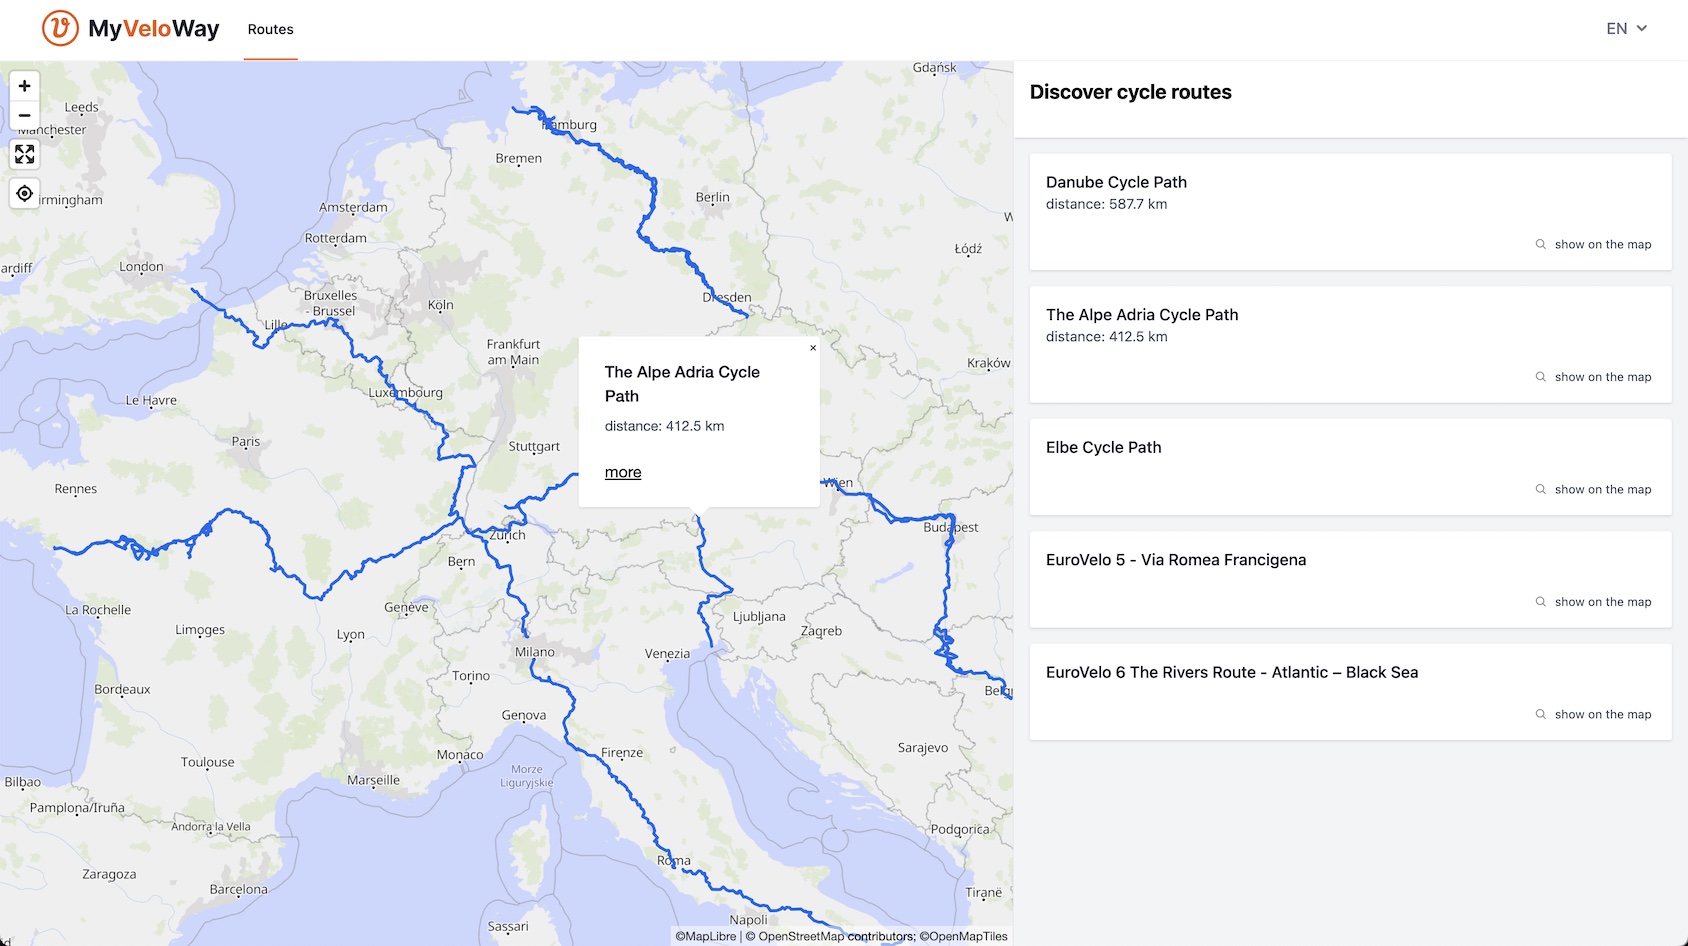 MyVeloWay
Routes
EN
+
−
Gdańsk
Leeds
Manchester
Hamburg
Bremen
Berlin
Birmingham
Amsterdam
Rotterdam
Łódź
London
Bruxelles
- Brussel
Köln
Dresden
Lille
Frankfurt
am Main
Kraków
Luxembourg
Le Havre
Paris
Stuttgart
Rennes
Wien
Budapest
Zürich
Bern
La Rochelle
Genève
Limoges
Lyon
Ljubljana
Zagreb
Milano
Venezia
Torino
Bordeaux
Genova
Sarajevo
Firenze
Monaco
Toulouse
Morze
Liguryjskie
Marseille
Bilbao
Pamplona/Iruña
Andorra la Vella
Podgorica
Roma
Zaragoza
Barcelona
Tiranë
Napoli
Sassari
×
The Alpe Adria Cycle
Path
distance: 412.5 km
more
©MapLibre | © OpenStreetMap contributors; ©OpenMapTiles
Discover cycle routes
Danube Cycle Path
distance: 587.7 km
show on the map
The Alpe Adria Cycle Path
distance: 412.5 km
show on the map
Elbe Cycle Path
show on the map
EuroVelo 5 - Via Romea Francigena
show on the map
EuroVelo 6 The Rivers Route - Atlantic – Black Sea
show on the map